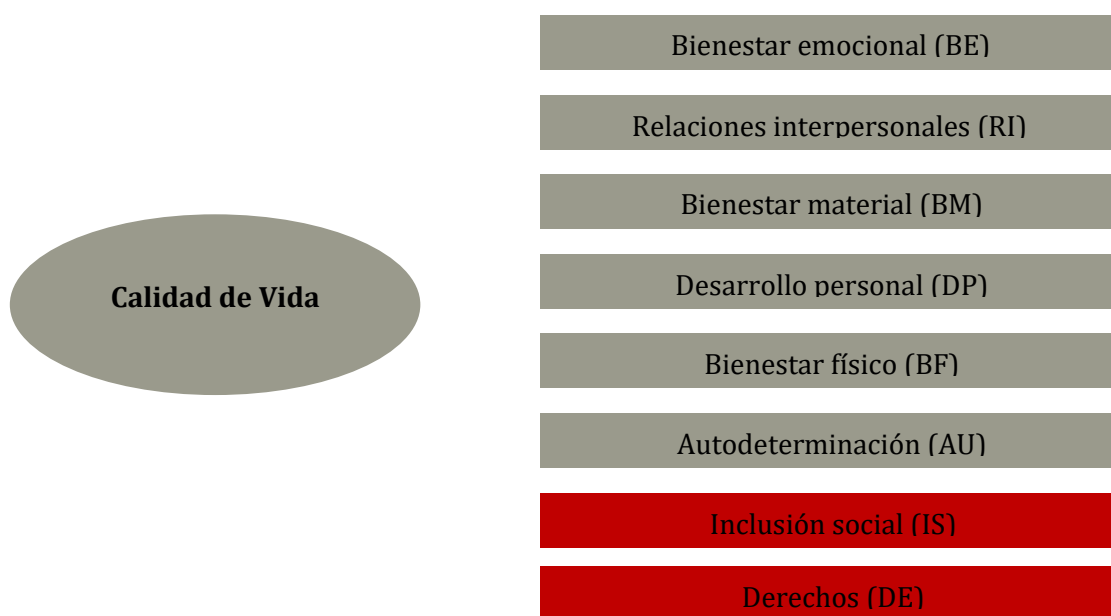 Bienestar emocional (BE)
Relaciones interpersonales (RI)
Bienestar material (BM)
Calidad de Vida
Desarrollo personal (DP)
Bienestar físico (BF)
Autodeterminación (AU)
Inclusión social (IS)
Derechos (DE)